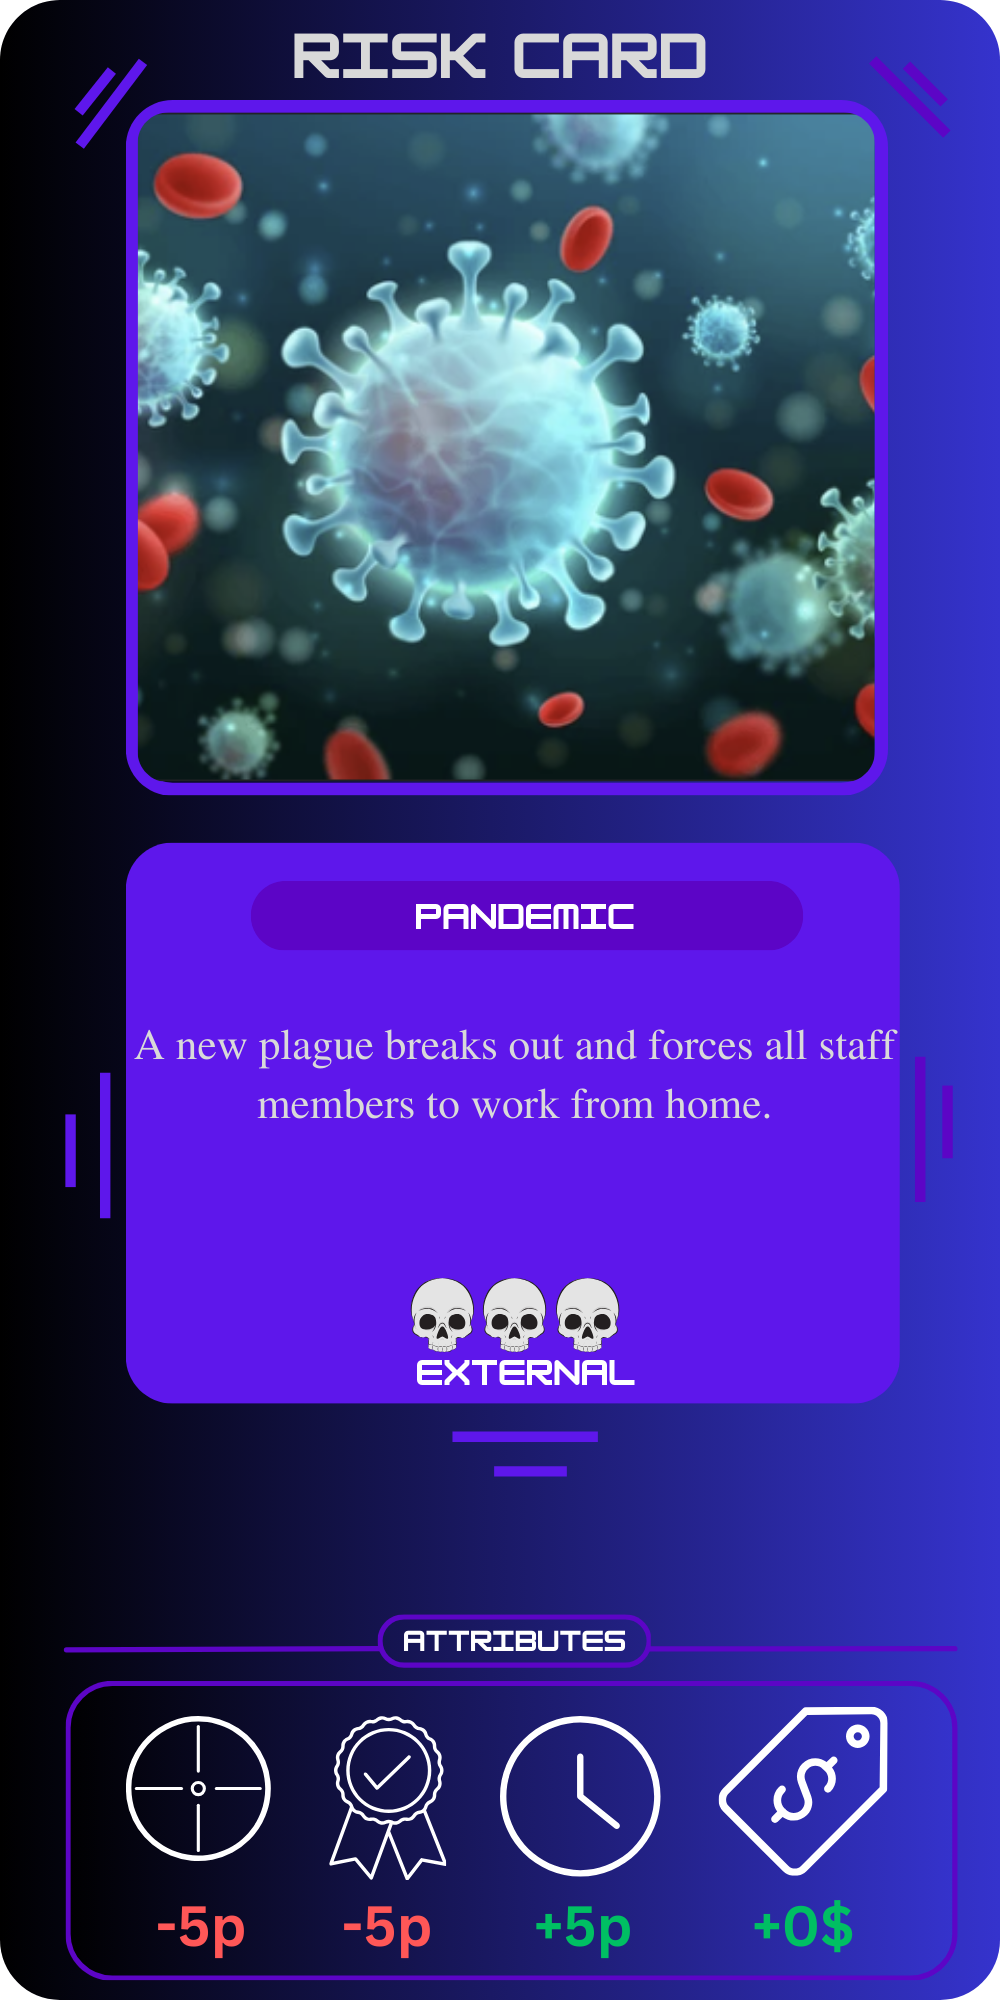 RISK CARD
PANDEMIC
A new plague breaks out and forces all staff
members to work from home.
EXTERNAL
ATTRIBUTES
$
-5p -5p +5p +0$